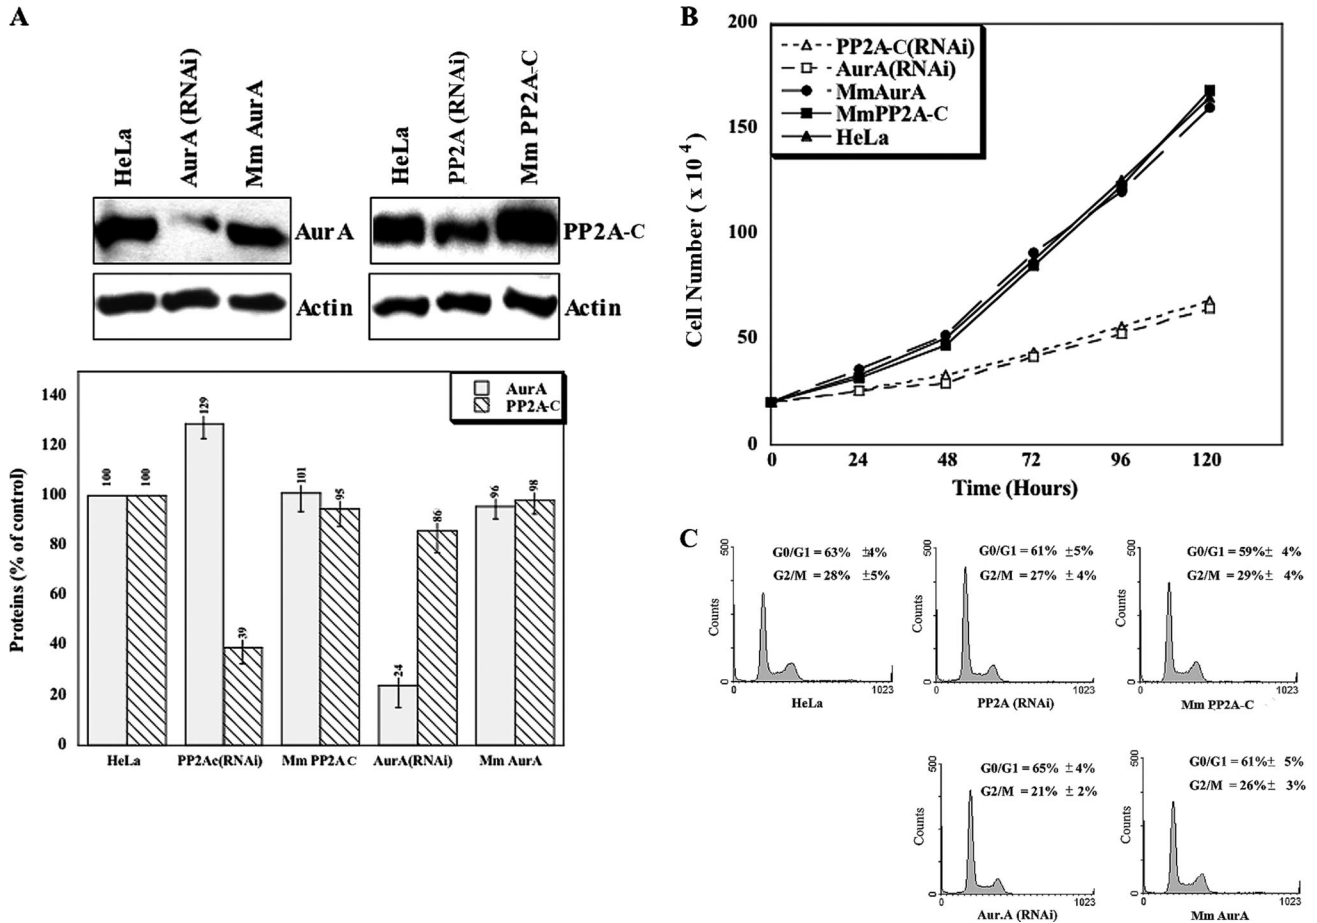 A
HeLa
AurA (RNAi)
Mm AurA
HeLa
PP2A (RNAi)
Mm PP2A-C
AurA
PP2A-C
Actin
Actin
Proteins (% of control)
140
120
100
80
60
40
20
0
AurA
PP2A-C
100
100
129
39
101
95
24
86
96
98
HeLa
PP2Ac(RNAi)
Mm PP2A C
AurA(RNAi)
Mm AurA
B
Cell Number ( x 10 4)
200
150
100
50
0
PP2A-C(RNAi)
AurA(RNAi)
MmAurA
MmPP2A-C
HeLa
0
24
48
72
96
120
Time (Hours)
C
500
Counts
0
G0/G1 = 63% ±4%
G2/M = 28% ±5%
0
1023
HeLa
500
Counts
0
G0/G1 = 61% ±5%
G2/M = 27% ± 4%
0
1023
PP2A (RNAi)
500
Counts
0
G0/G1 = 59% ± 4%
G2/M = 29% ± 4%
0
1023
Mm PP2A-C
500
Counts
0
G0/G1 = 65% ± 4%
G2/M = 21% ± 2%
0
1023
Aur.A (RNAi)
500
Counts
0
G0/G1 = 61% ± 5%
G2/M = 26% ± 3%
0
1023
Mm AurA